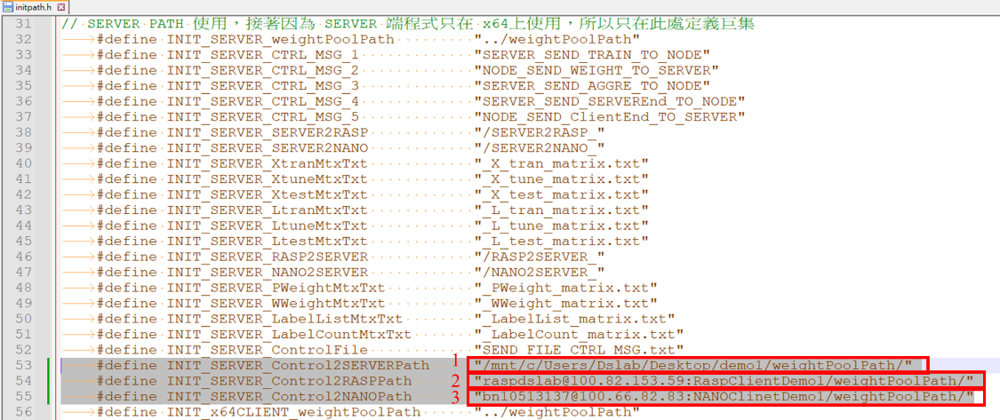 initpath.h
31 // SERVER PATH 使用，接著因為 SERVER 端程式只在 x64上使用，所以只在此處定義巨集
32 #define INIT_SERVER_weightPoolPath "../weightPoolPath"
33 #define INIT_SERVER_CTRL_MSG_1 "SERVER_SEND_TRAIN_TO_NODE"
34 #define INIT_SERVER_CTRL_MSG_2 "NODE_SEND_WEIGHT_TO_SERVER"
35 #define INIT_SERVER_CTRL_MSG_3 "SERVER_SEND_AGGRE_TO_NODE"
36 #define INIT_SERVER_CTRL_MSG_4 "SERVER_SEND_SERVEREnd_TO_NODE"
37 #define INIT_SERVER_CTRL_MSG_5 "NODE_SEND_ClientEnd_TO_SERVER"
38 #define INIT_SERVER_SERVER2RASP "/SERVER2RASP_"
39 #define INIT_SERVER_SERVER2NANO "/SERVER2NANO_"
40 #define INIT_SERVER_XtranMtxTxt "_X_tran_matrix.txt"
41 #define INIT_SERVER_XtuneMtxTxt "_X_tune_matrix.txt"
42 #define INIT_SERVER_XtestMtxTxt "_X_test_matrix.txt"
43 #define INIT_SERVER_LtranMtxTxt "_L_tran_matrix.txt"
44 #define INIT_SERVER_LtuneMtxTxt "_L_tune_matrix.txt"
45 #define INIT_SERVER_LtestMtxTxt "_L_test_matrix.txt"
46 #define INIT_SERVER_RASP2SERVER "/RASP2SERVER_"
47 #define INIT_SERVER_NANO2SERVER "/NANO2SERVER_"
48 #define INIT_SERVER_PWeightMtxTxt "_PWeight_matrix.txt"
49 #define INIT_SERVER_WWeightMtxTxt "_WWeight_matrix.txt"
50 #define INIT_SERVER_LabelListMtxTxt "_LabelList_matrix.txt"
51 #define INIT_SERVER_LabelCountMtxTxt "_LabelCount_matrix.txt"
52 #define INIT_SERVER_ControlFile "SEND_FILE_CTRL_MSG.txt"
53 #define INIT_SERVER_Control2SERVERPath 1 "/mnt/c/Users/Dslab/Desktop/demo1/weightPoolPath/"
54 #define INIT_SERVER_Control2RASPPath 2 "raspdslab@100.82.153.59:RaspClientDemo1/weightPoolPath/"
55 #define INIT_SERVER_Control2NANOPath 3 "bn10513137@100.66.82.83:NANOClinetDemo1/weightPoolPath/"
56 #define INIT_x64CLIENT_weightPoolPath "../weightPoolPath"